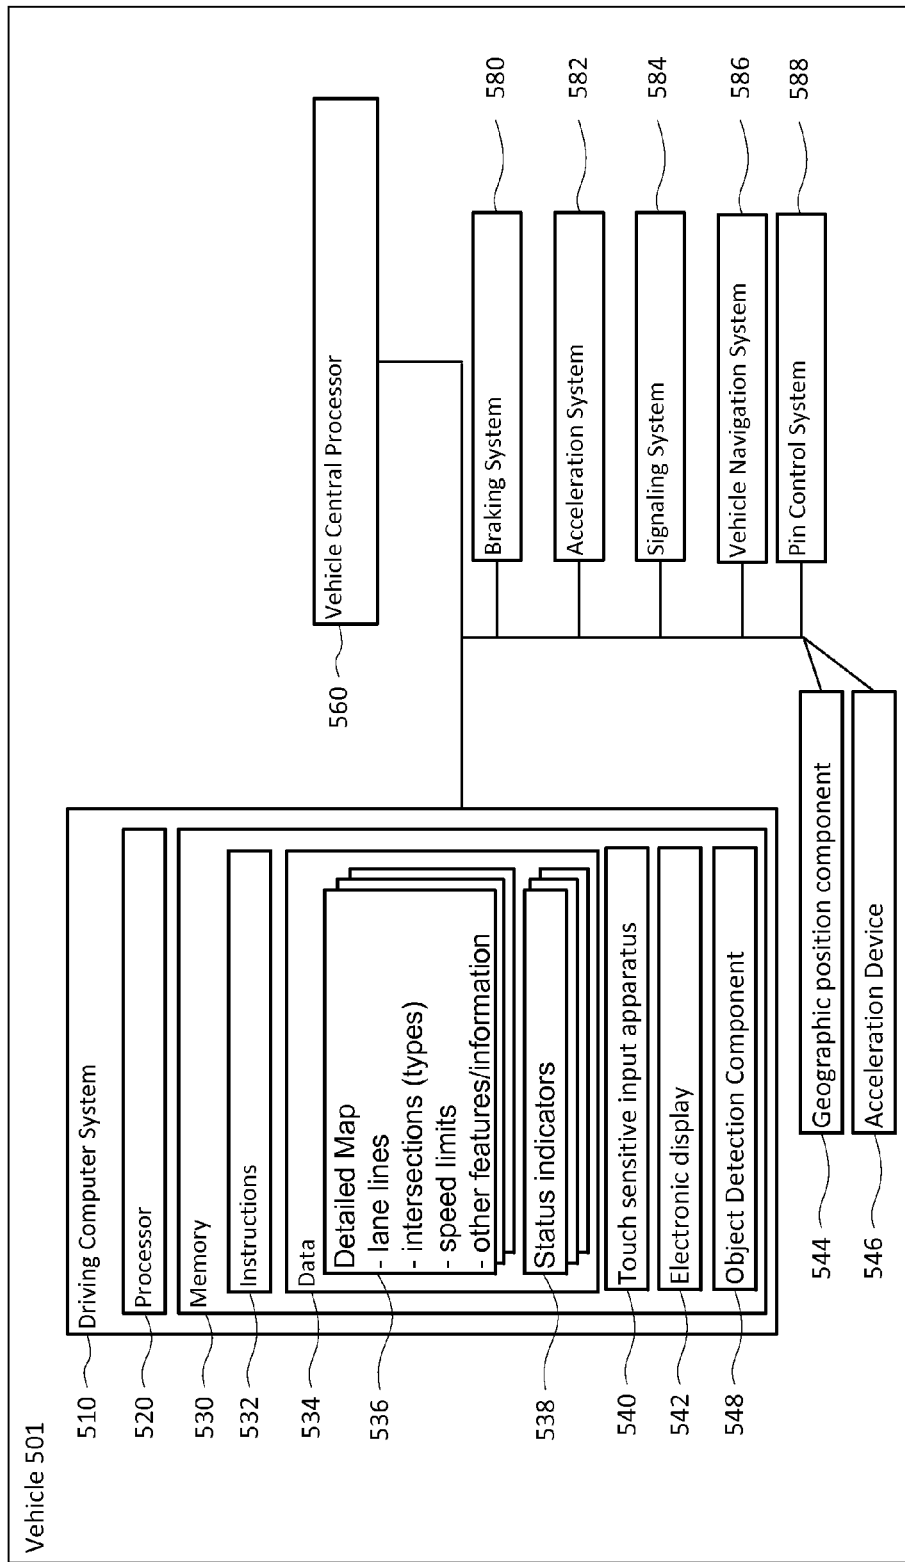 Vehicle 501
510
Driving Computer System
520
Processor
530
Memory
532
Instructions
534
Data
536
Detailed Map
- lane lines
- intersections (types)
- speed limits
- other features/information
538
Status indicators
540
Touch sensitive input apparatus
542
Electronic display
548
Object Detection Component
544
Geographic position component
546
Acceleration Device
560
Vehicle Central Processor
Braking System
580
Acceleration System
582
Signaling System
584
Vehicle Navigation System
586
Pin Control System
588